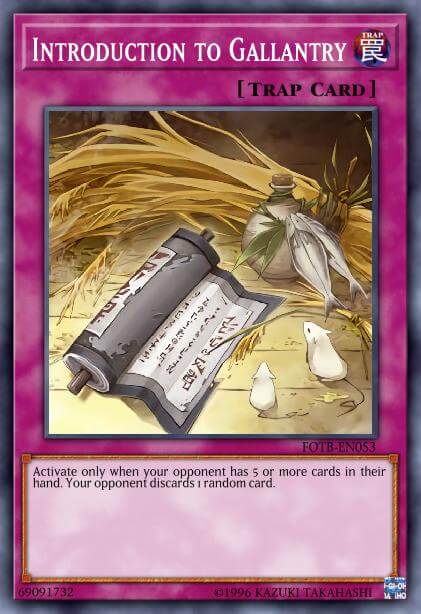 INTRODUCTION TO GALLANTRY
TRAP
罠
[TRAP CARD]
FOTB-EN053
Activate only when your opponent has 5 or more cards in their
hand. Your opponent discards 1 random card.
69091732
©1996 KAZUKI TAKAHASHI